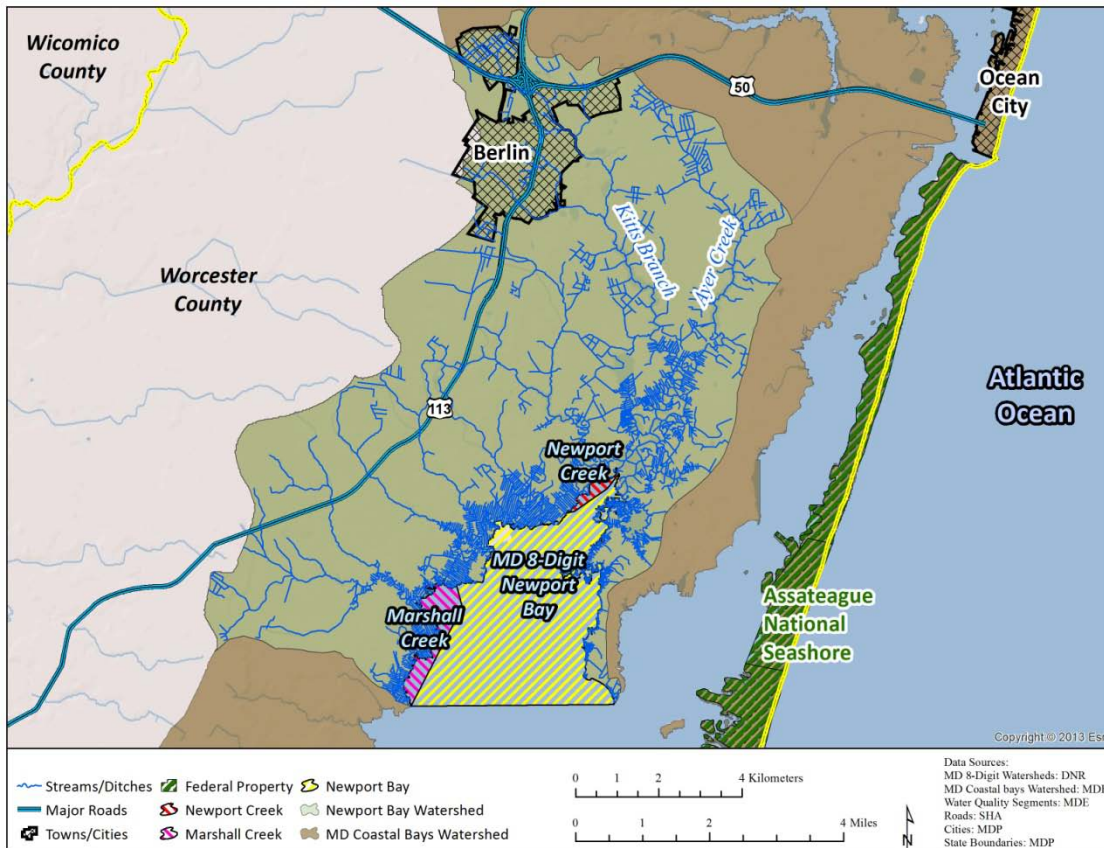 Wicomico
County
Ocean
City
50
Berlin
Kitts Branch
Ayer Creek
Worcester
County
Atlantic
Ocean
113
Newport
Creek
MD 8-Digit
Newport
Bay
Marshall
Creek
Assateague
National
Seashore
Copyright © 2013 Es
Streams/Ditches
Federal Property
Newport Bay
Major Roads
Newport Creek
Newport Bay Watershed
Towns/Cities
Marshall Creek
MD Coastal Bays Watershed
0 1 2 4 Kilometers
0 1 2 4 Miles
N
Data Sources:
MD 8-Digit Watersheds: DNR
MD Coastal bays Watershed: MDE
Water Quality Segments: MDE
Roads: SHA
Cities: MDP
State Boundaries: MDP